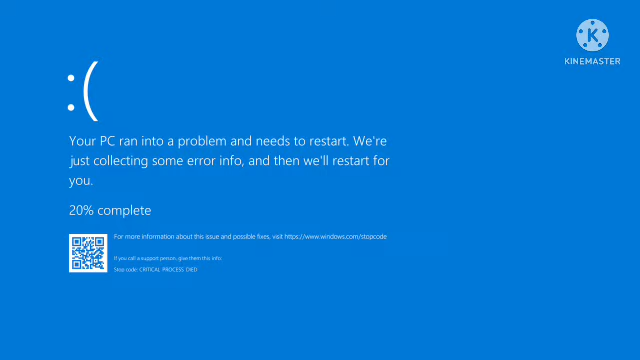 K
KINEMASTER
:(
Your PC ran into a problem and needs to restart. We're
just collecting some error info, and then we'll restart for
you.
20% complete
For more information about this issue and possible fixes, visit https://www.windows.com/stopcode
If you call a support person, give them this info:
Stop code: CRITICAL PROCESS DIED